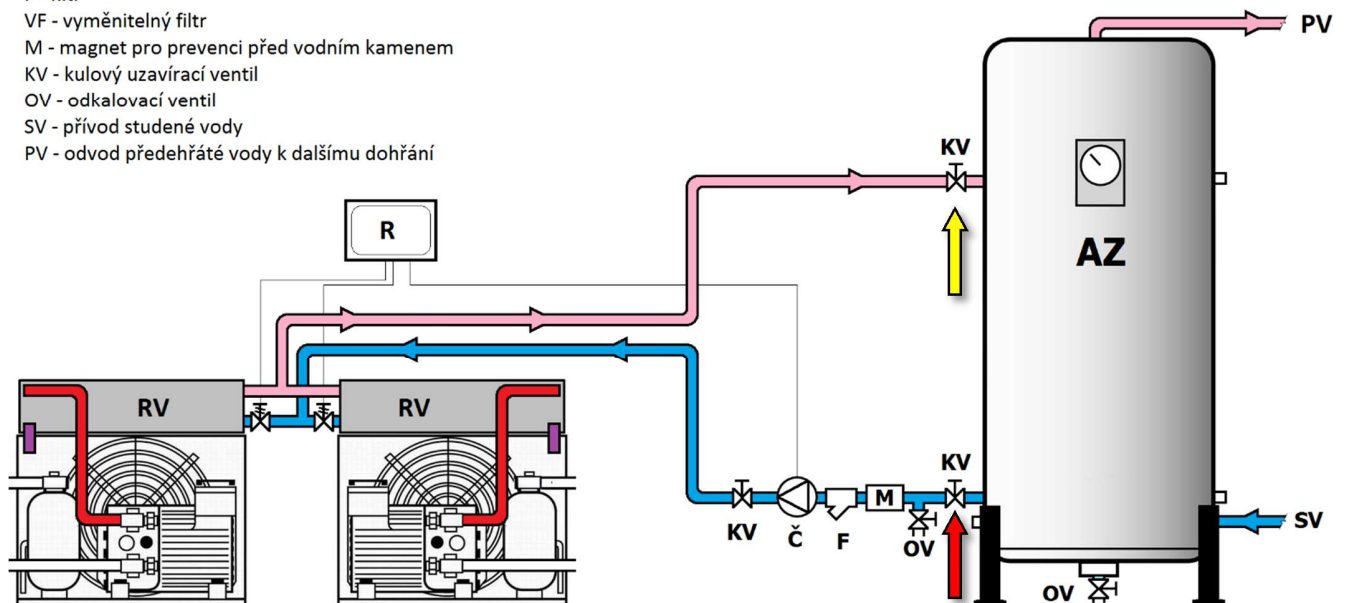 VF - vyměnitelný filtr
M - magnet pro prevenci před vodním kamenem
KV - kulový uzavírací ventil
OV - odkalovací ventil
SV - přívod studené vody
PV - odvod předehřáté vody k dalšímu dohřání
PV
KV
R
AZ
RV
RV
KV
M
SV
KV
Č
F
OV
OV